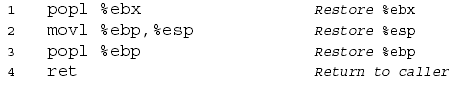 1 popl %ebx Restore %ebx
2 movl %ebp,%esp Restore %esp
3 popl %ebp Restore %ebp
4 ret Return to caller